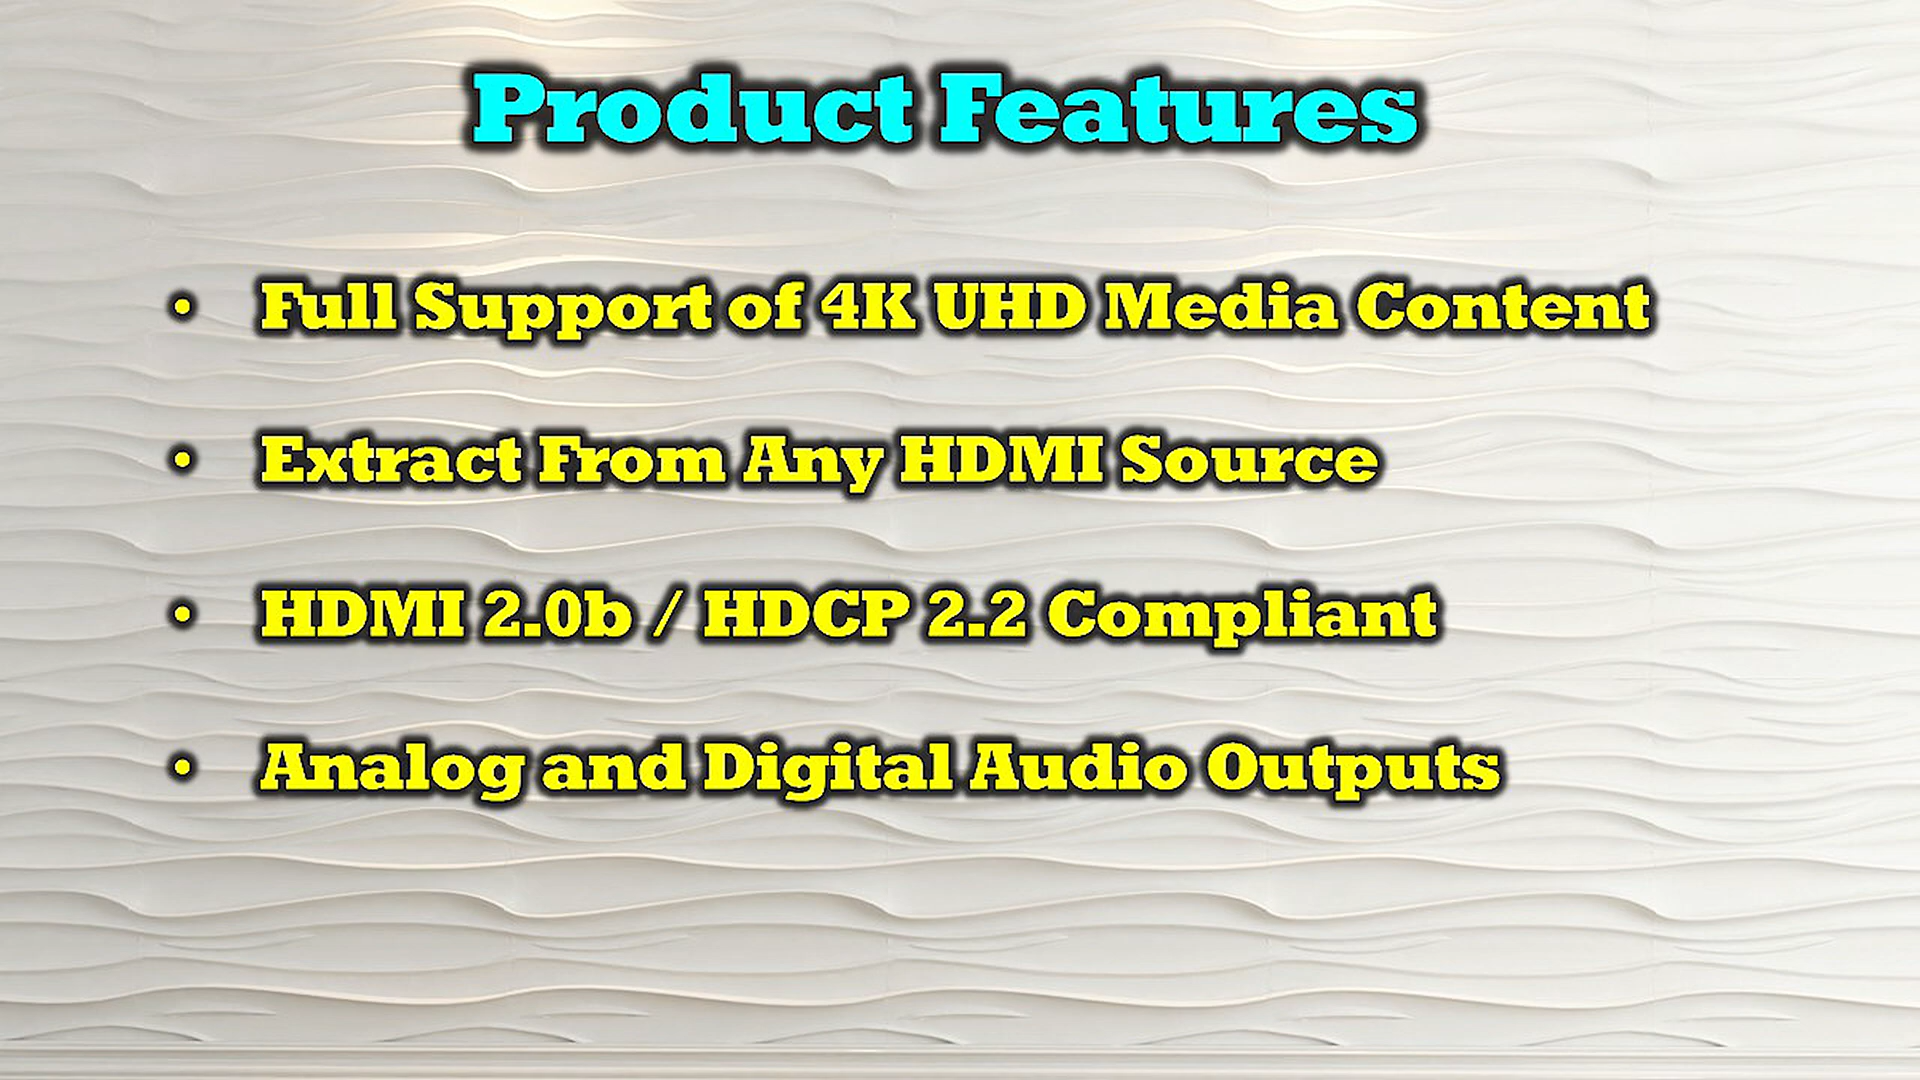 Product Features
• Full Support of 4K UHD Media Content
• Extract From Any HDMI Source
• HDMI 2.0b / HDCP 2.2 Compliant
• Analog and Digital Audio Outputs